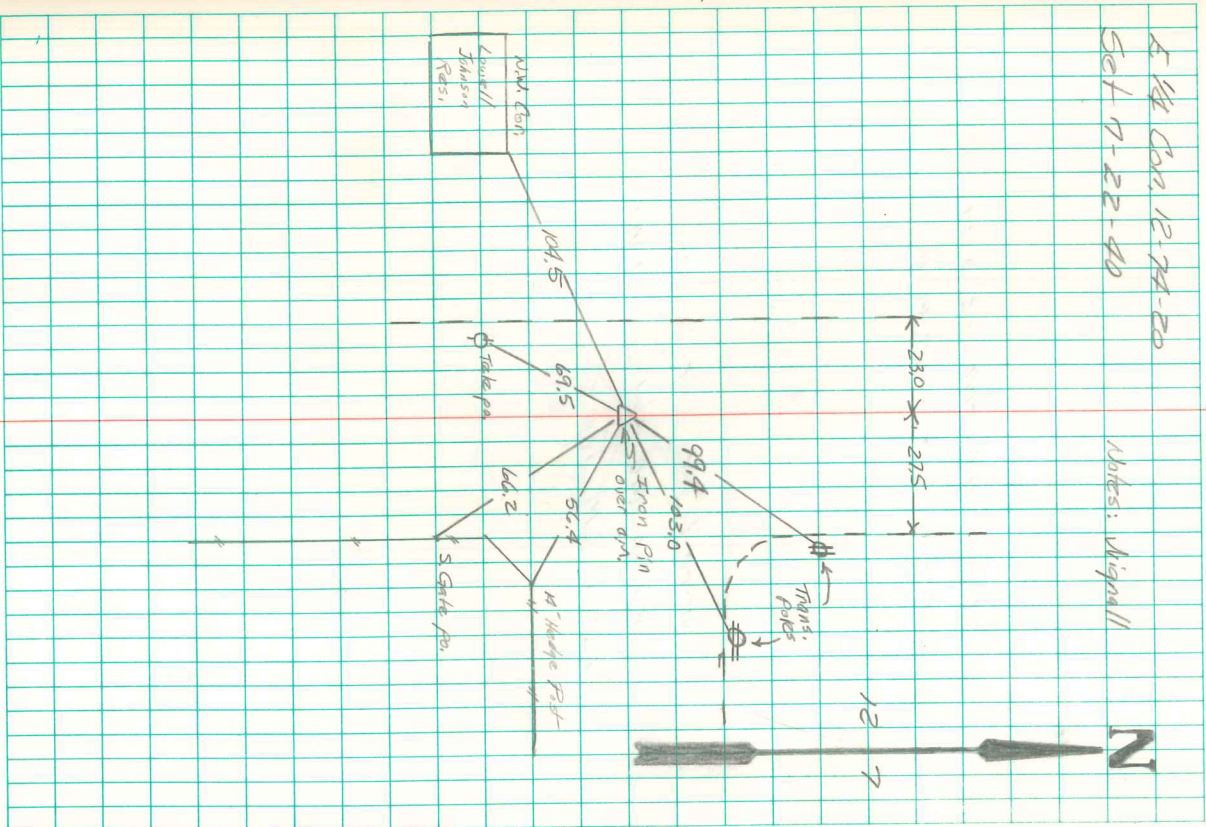 E 1/4 Cor. 12-74-20
Set 7-22-40
Notes: Wignall
N
12 7
23.0 27.5
Trans.
Poles
99.4
103.0
Iron Pin
over
N.W. Cor.
Lowell
Johnson
Res.
104.5
69.5
Tele po.
56.4
66.2
Hedge Post
S. Gate po.